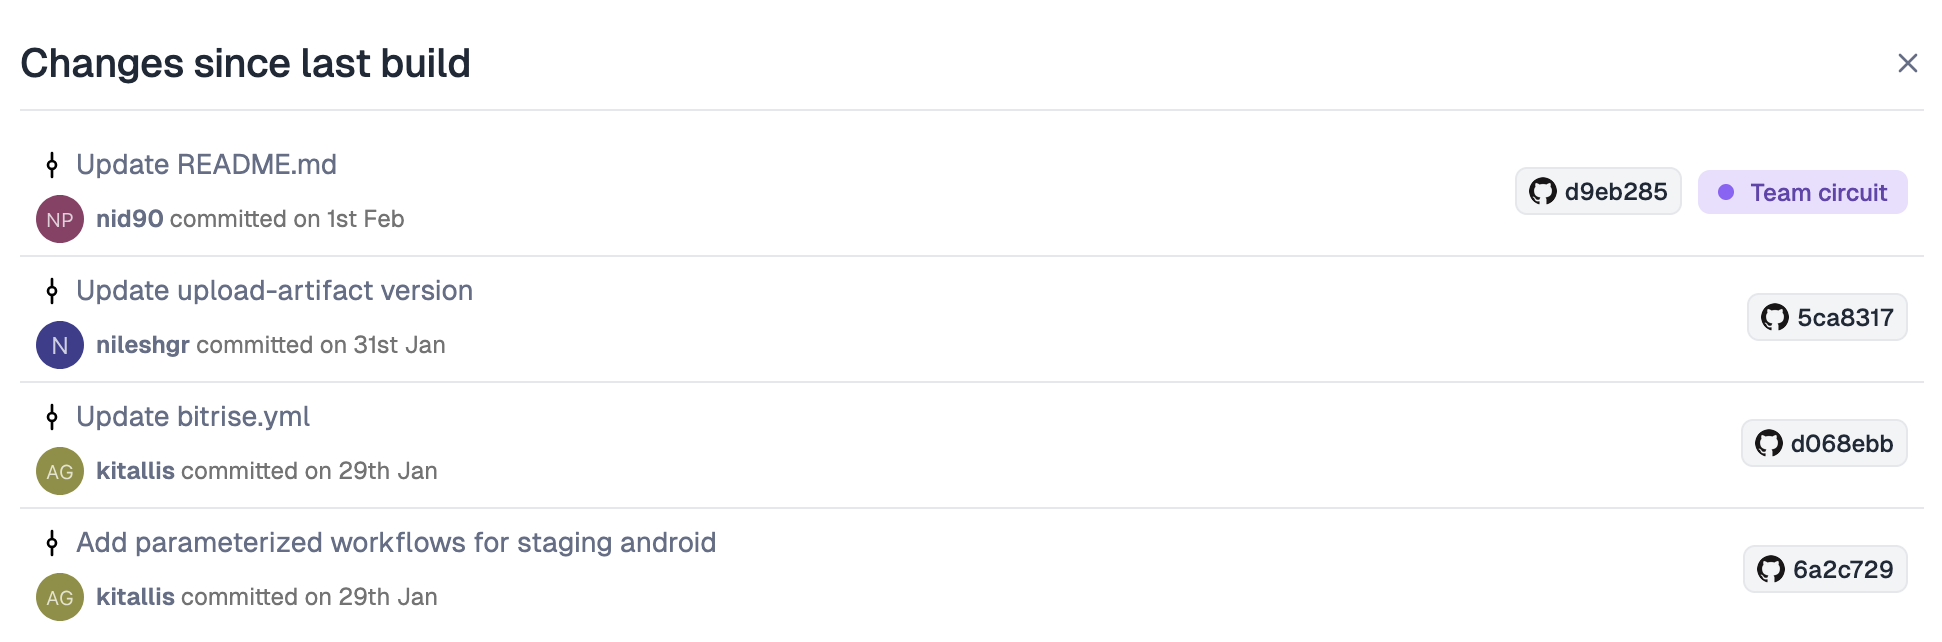 Changes since last build
Update README.md
NP nid90 committed on 1st Feb
d9eb285 Team circuit
Update upload-artifact version
N nileshgr committed on 31st Jan
5ca8317
Update bitrise.yml
AG kitallis committed on 29th Jan
d068ebb
Add parameterized workflows for staging android
AG kitallis committed on 29th Jan
6a2c729